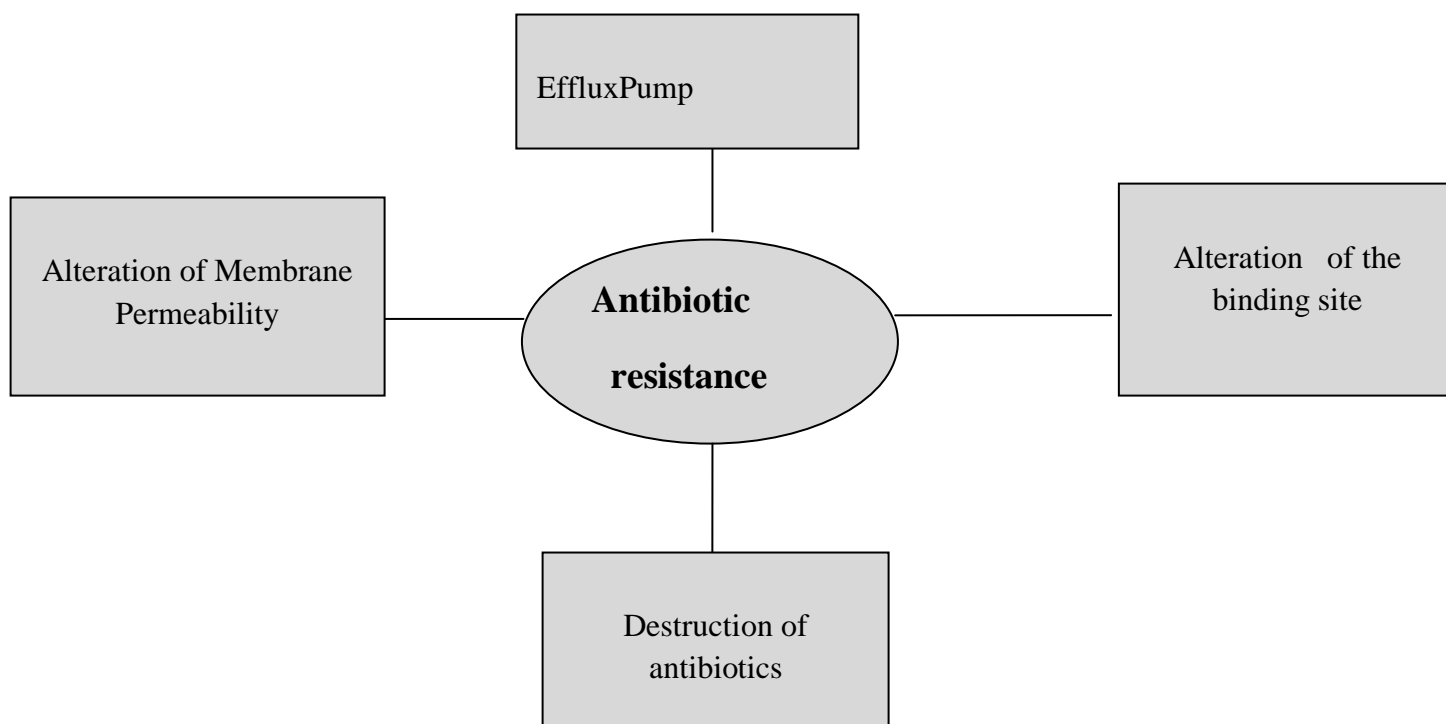 EffluxPump
Alteration of Membrane
Permeability
Antibiotic
resistance
Alteration of the
binding site
Destruction of
antibiotics